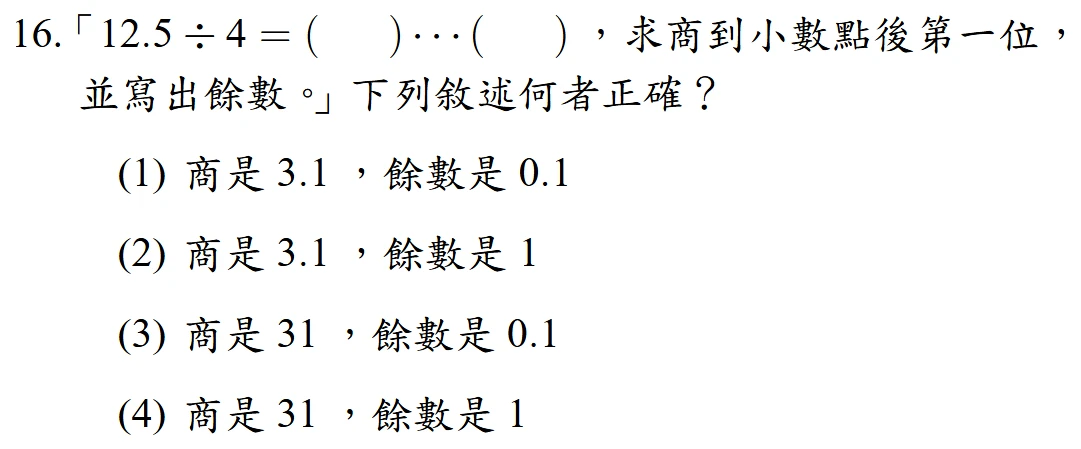 16.「12.5 ÷ 4 = (　　)⋯(　　)，求商到小數點後第一位，
並寫出餘數。」下列敘述何者正確？
(1) 商是 3.1 ，餘數是 0.1
(2) 商是 3.1 ，餘數是 1
(3) 商是 31 ，餘數是 0.1
(4) 商是 31 ，餘數是 1